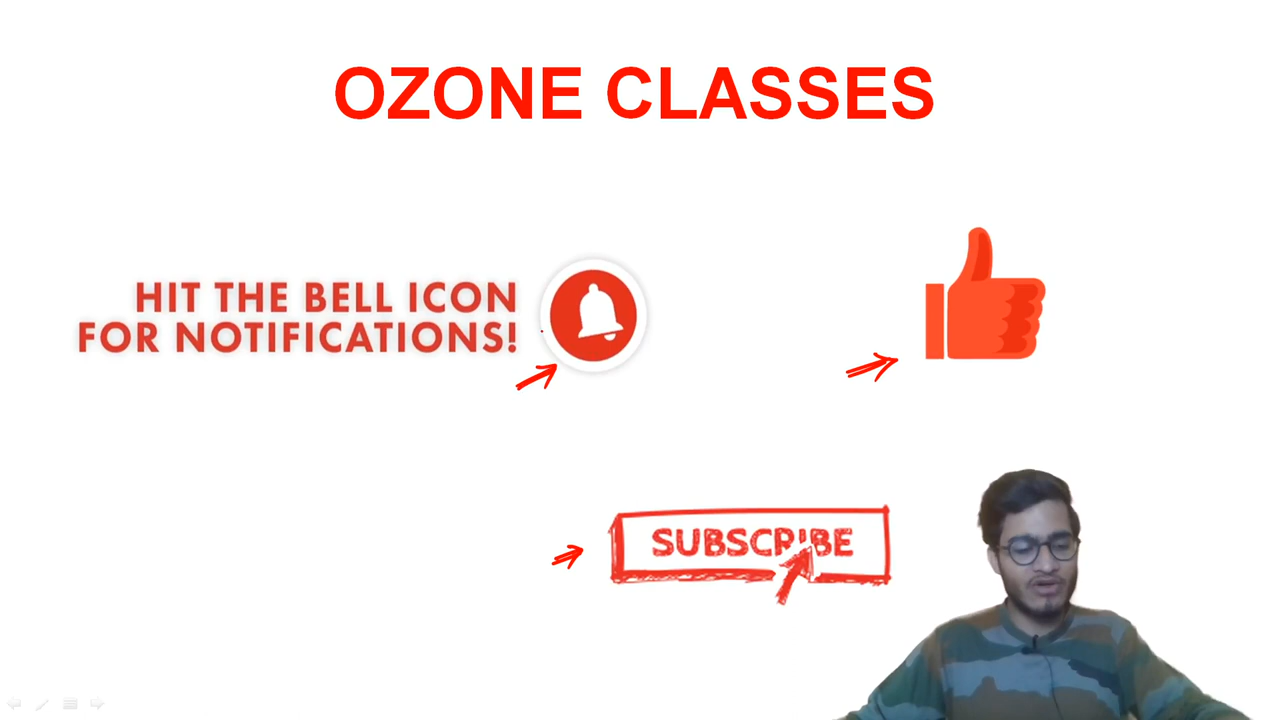 OZONE CLASSES
HIT THE BELL ICON
FOR NOTIFICATIONS!
SUBSCRIBE